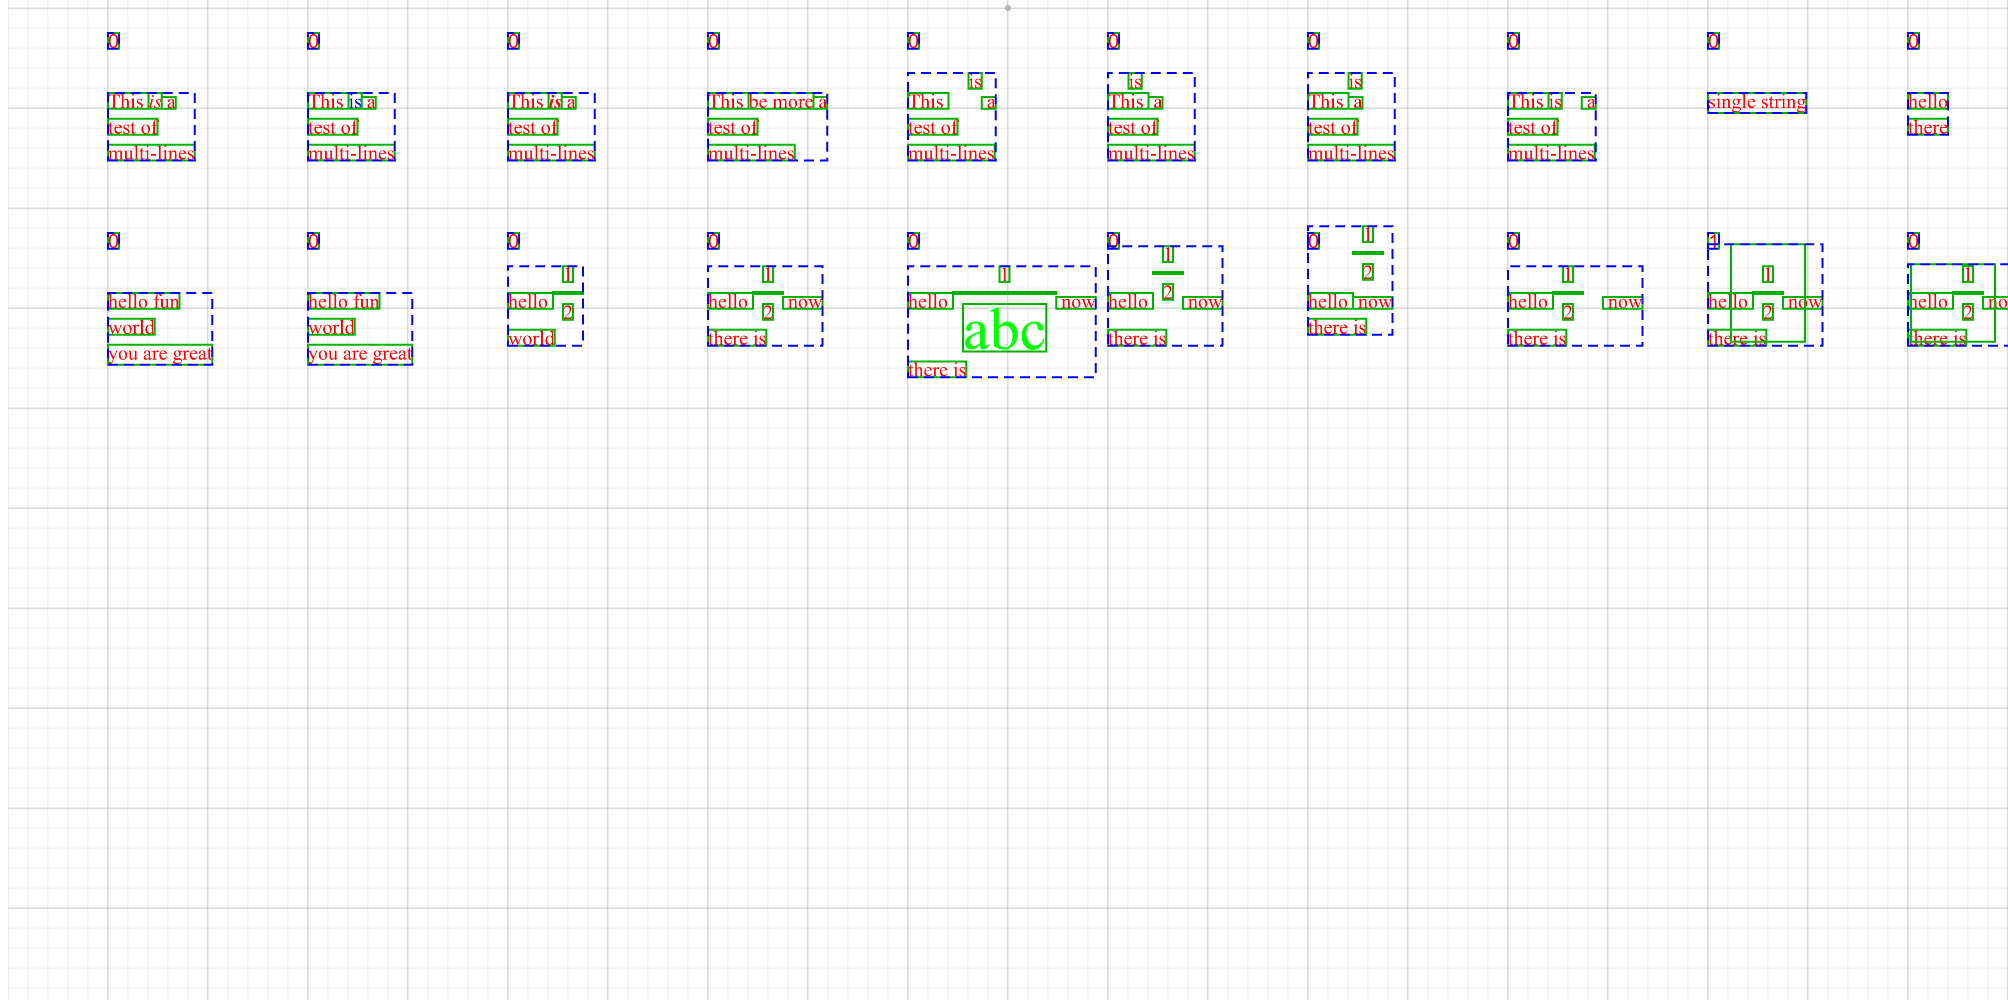 0 0 0 0 0 0 0 0 0 0
is is is
This is a This is a This is a This be more a This a This a This a This is a single string hello
test of test of test of test of test of test of test of test of there
multi-lines multi-lines multi-lines multi-lines multi-lines multi-lines multi-lines multi-lines
0 0 0 0 0 0 0 0 1 0
1 1 1 1 1 1 1 1
hello fun hello fun hello hello now hello now hello now hello now hello now hello now hello no
2 2 2 2 2 2 2
world world abc
world there is there is there is there is there is there is
you are great you are great
there is